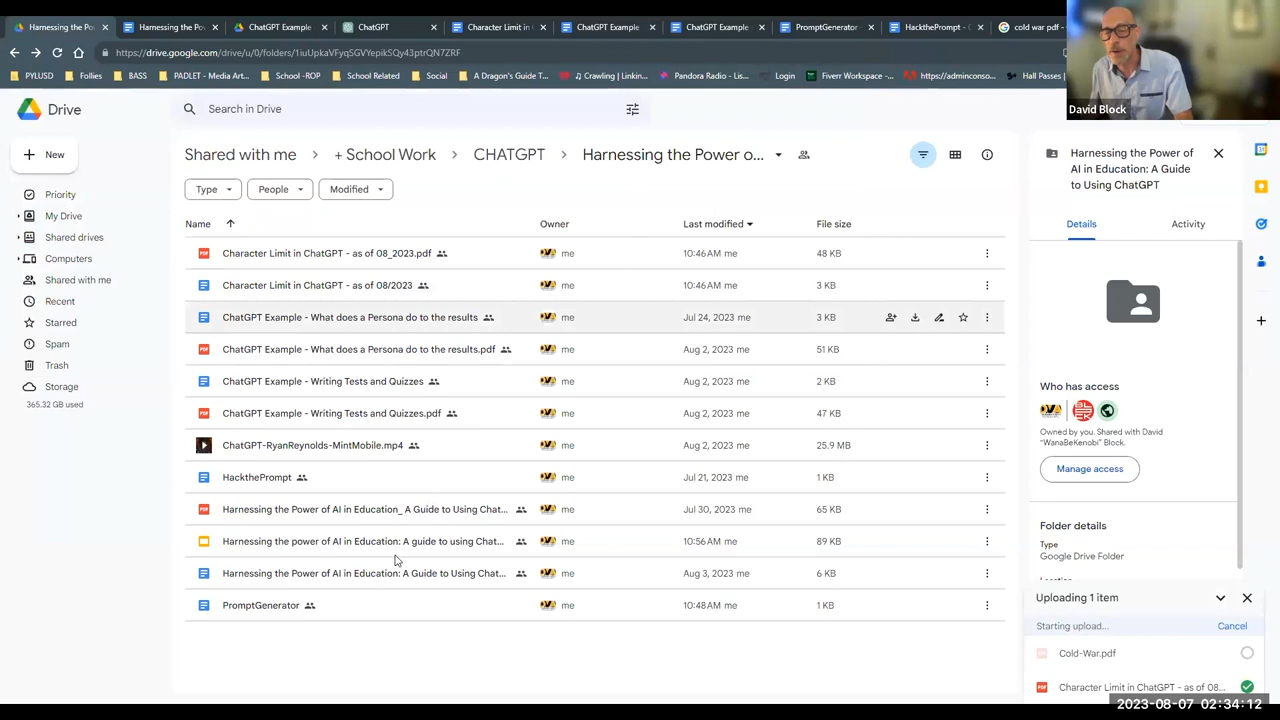 Harnessing the Pow
Harnessing the Pow
ChatGPT Example
ChatGPT
Character Limit in
ChatGPT Example
ChatGPT Example
PromptGenerator
HackthePrompt - G
cold war pdf
https://drive.google.com/drive/u/0/folders/1iuUpkaVFyqSGVYepikSQy43ptrQN7ZRF
PYLUSD
Follies
BASS
PADLET - Media Art...
School -ROP
School Related
Social
A Dragon's Guide T...
♫ Crawling | Linkin...
Pandora Radio - Lis...
Login
Fiverr Workspace -...
https://adminconso...
Hall Passes
David Block
Drive
Search in Drive
New
Shared with me > + School Work > CHATGPT > Harnessing the Power o...
Type
People
Modified
Priority
My Drive
Shared drives
Computers
Shared with me
Recent
Starred
Spam
Trash
Storage
365.32 GB used
Name Owner Last modified File size
Character Limit in ChatGPT - as of 08_2023.pdf me 10:46 AM me 48 KB
Character Limit in ChatGPT - as of 08/2023 me 10:46 AM me 3 KB
ChatGPT Example - What does a Persona do to the results me Jul 24, 2023 me 3 KB
ChatGPT Example - What does a Persona do to the results.pdf me Aug 2, 2023 me 51 KB
ChatGPT Example - Writing Tests and Quizzes me Aug 2, 2023 me 2 KB
ChatGPT Example - Writing Tests and Quizzes.pdf me Aug 2, 2023 me 47 KB
ChatGPT-RyanReynolds-MintMobile.mp4 me Aug 2, 2023 me 25.9 MB
HackthePrompt me Jul 21, 2023 me 1 KB
Harnessing the Power of AI in Education_ A Guide to Using Chat... me Jul 30, 2023 me 65 KB
Harnessing the power of AI in Education: A guide to using Chat... me 10:56 AM me 89 KB
Harnessing the Power of AI in Education: A Guide to Using Chat... me Aug 3, 2023 me 6 KB
PromptGenerator me 10:48 AM me 1 KB
Harnessing the Power of
AI in Education: A Guide
to Using ChatGPT
Details
Activity
Who has access
Owned by you. Shared with David
"WanaBeKenobi" Block.
Manage access
Folder details
Type
Google Drive Folder
Location
Uploading 1 item
Starting upload...
Cancel
Cold-War.pdf
Character Limit in ChatGPT - as of 08...
2023-08-07 02:34:12